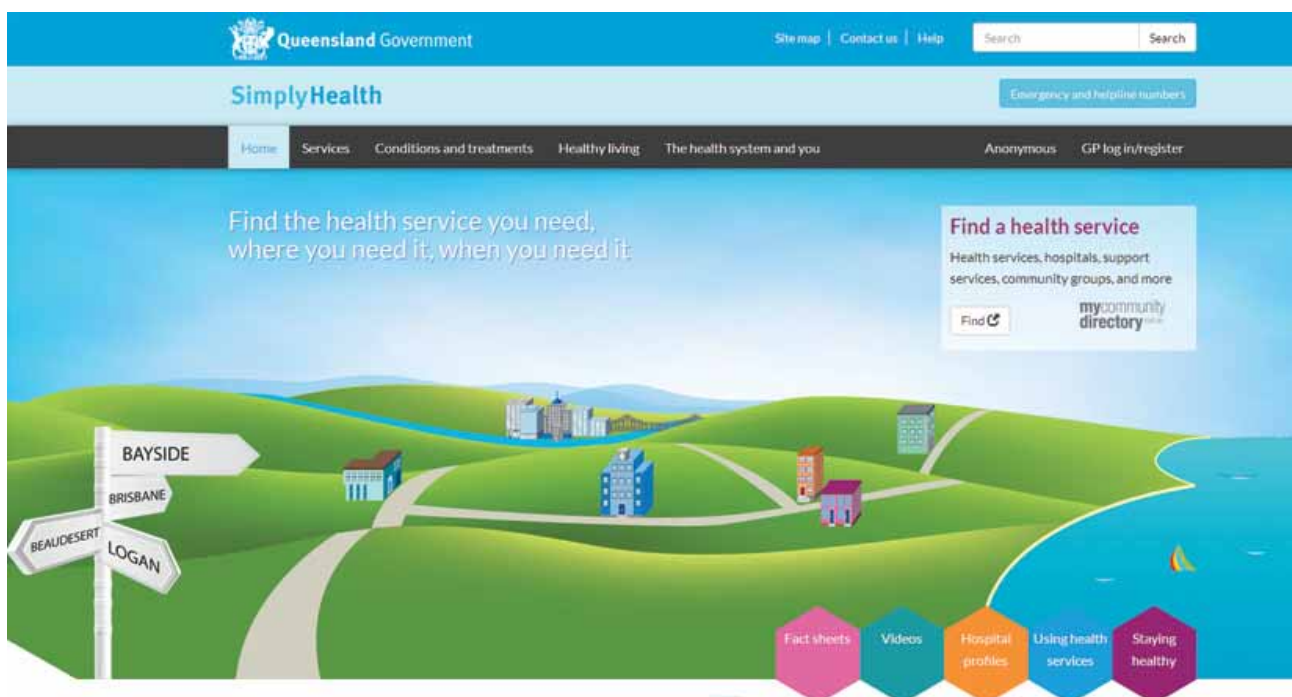 Queensland Government
Site map | Contact us | Help
Search
Search
SimplyHealth
Emergency and helpline numbers
Home
Services
Conditions and treatments
Healthy living
The health system and you
Anonymous
GP log in/register
Find the health service you need,
where you need it, when you need it
Find a health service
Health services, hospitals, support
services, community groups, and more
Find
mycommunity
directory
BAYSIDE
BRISBANE
BEAUDESERT
LOGAN
Fact sheets
Videos
Hospital
profiles
Using health
services
Staying
healthy